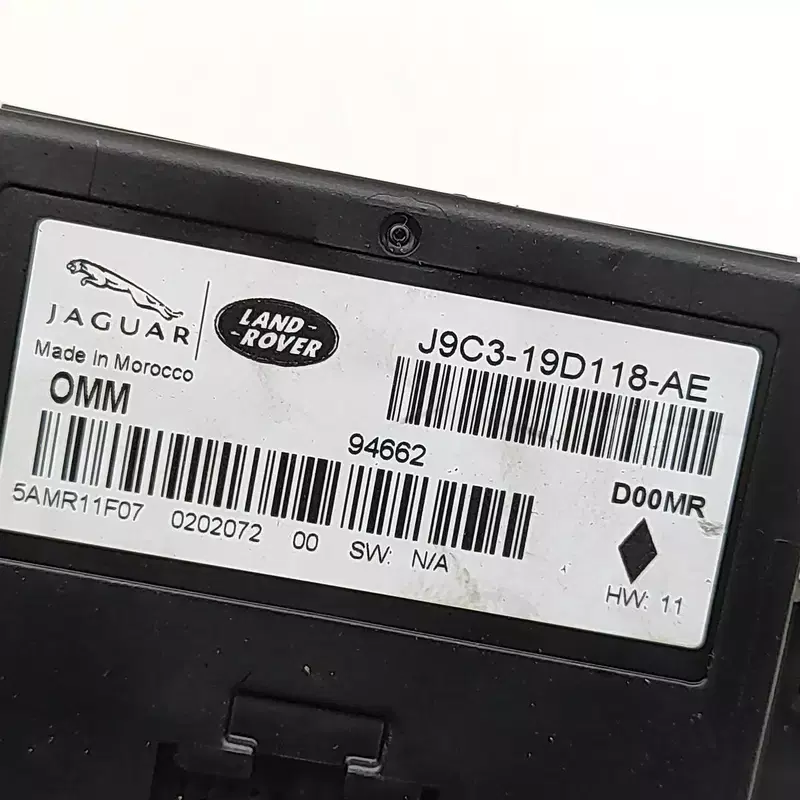 JAGUAR
LAND-
-ROVER
Made in Morocco
OMM
J9C3-19D118-AE
94662
D00MR
5AMR11F07 0202072 00 SW: N/A
HW: 11